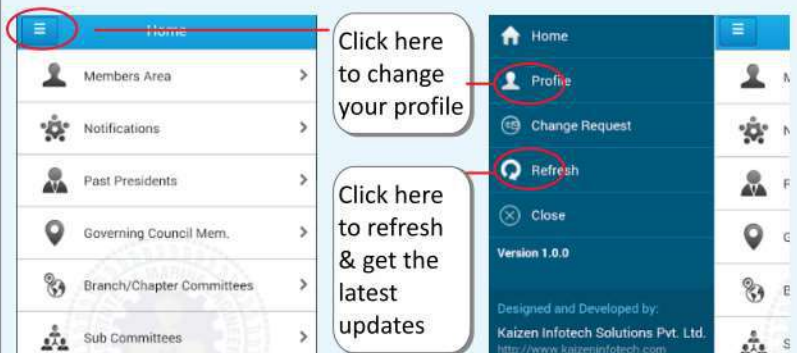 Home
Members Area
Notifications
Past Presidents
Governing Council Mem.
Branch/Chapter Committees
Sub Committees
Click here
to change
your profile
Click here
to refresh
& get the
latest
updates
Home
Profile
Change Request
Refresh
Close
Version 1.0.0
Designed and Developed by:
Kaizen Infotech Solutions Pvt. Ltd.
http://www.kaizeninfotech.com
M
N
P
G
B
S